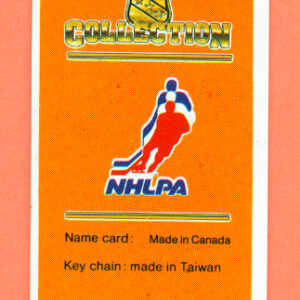 COLLECTION
NHLPA
Name card: Made in Canada
Key chain: made in Taiwan